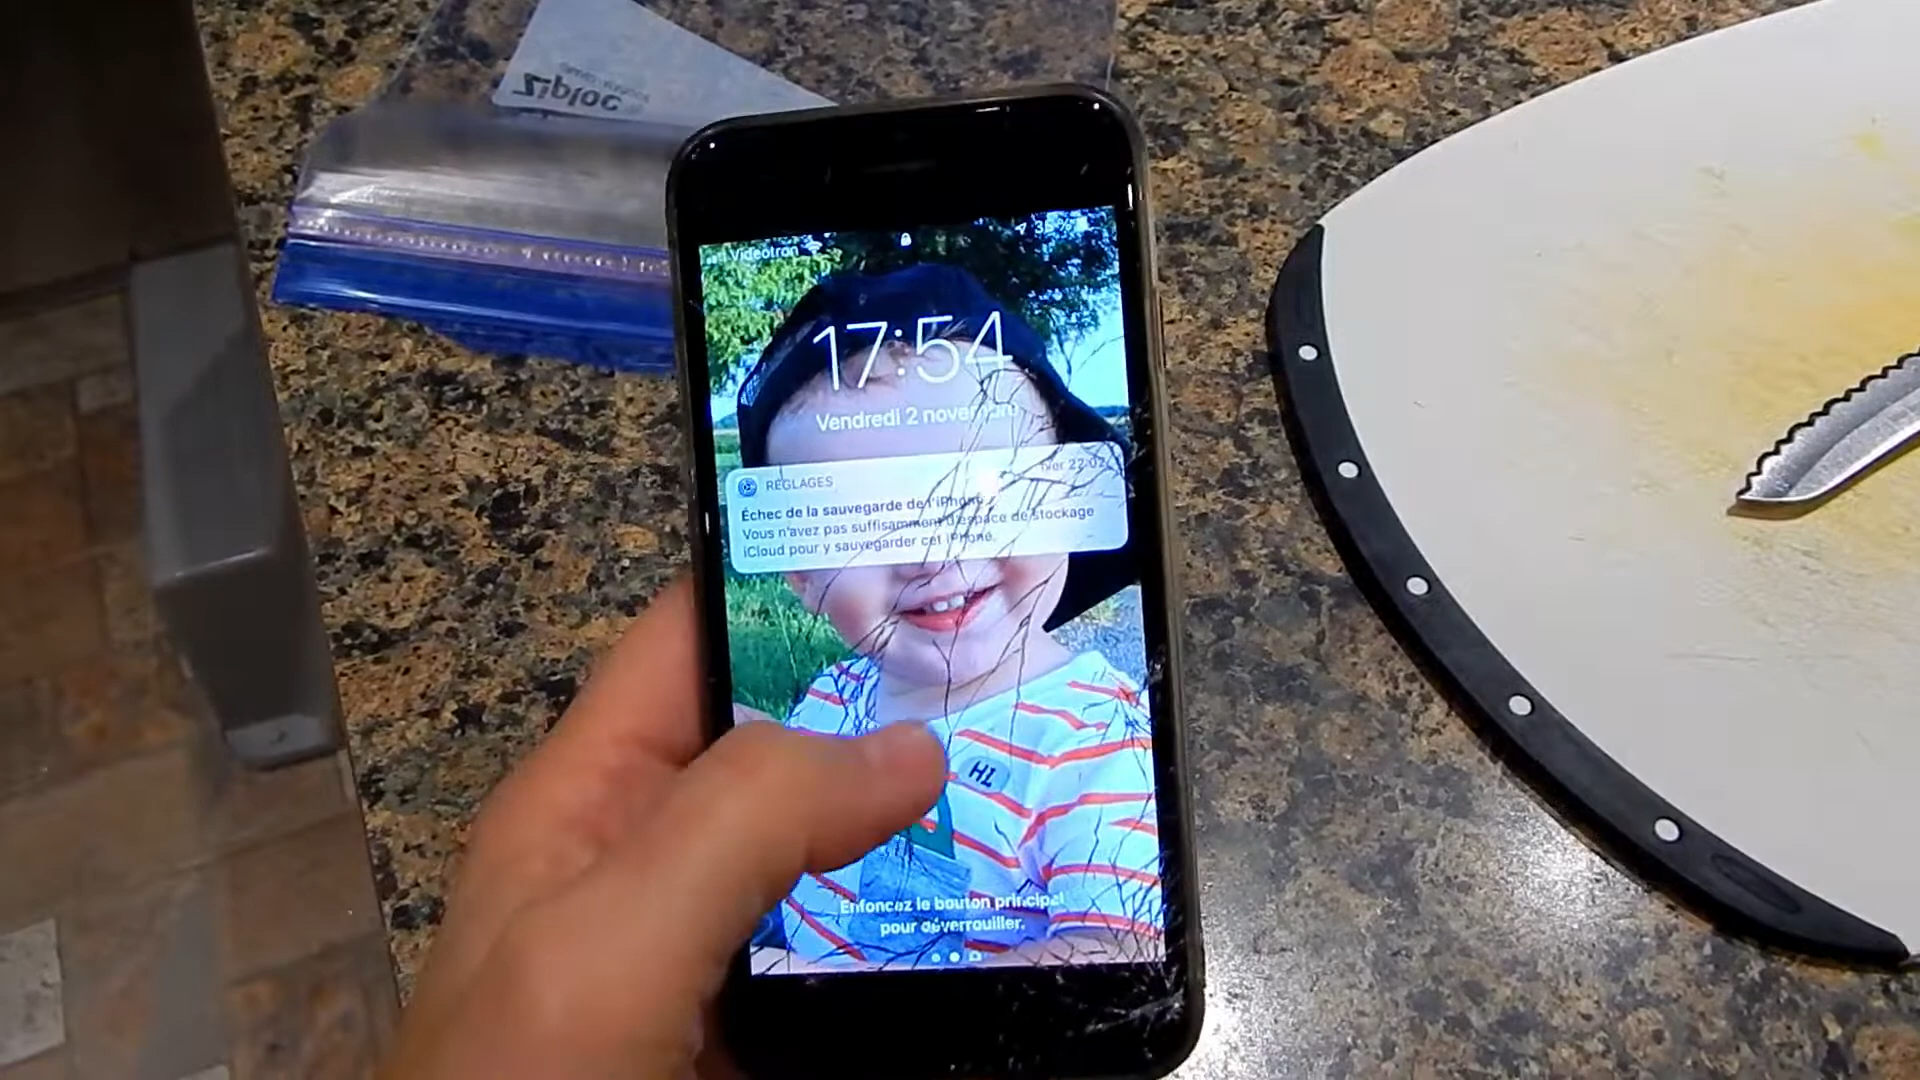 Ziploc
Videotron
17:54
Vendredi 2 novembre
RÉGLAGES
hier 22:02
Échec de la sauvegarde de l'iPhone
Vous n'avez pas suffisamment d'espace de stockage
iCloud pour y sauvegarder cet iPhone.
HI
Enfoncez le bouton principal
pour déverrouiller.